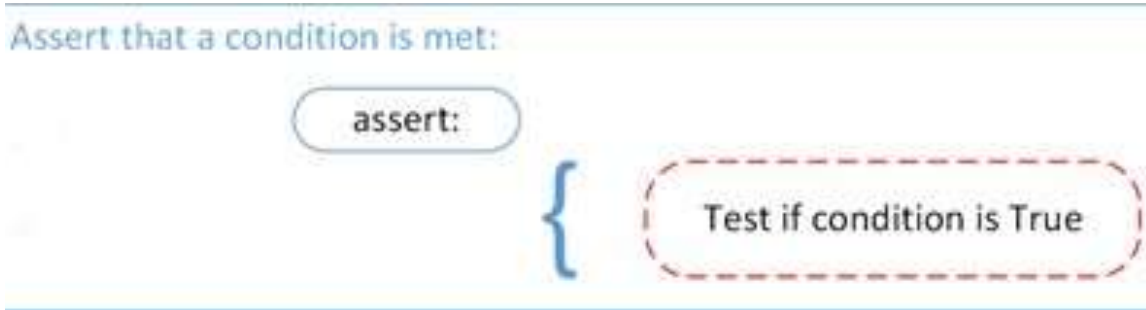 Assert that a condition is met:
assert:
{
Test if condition is True